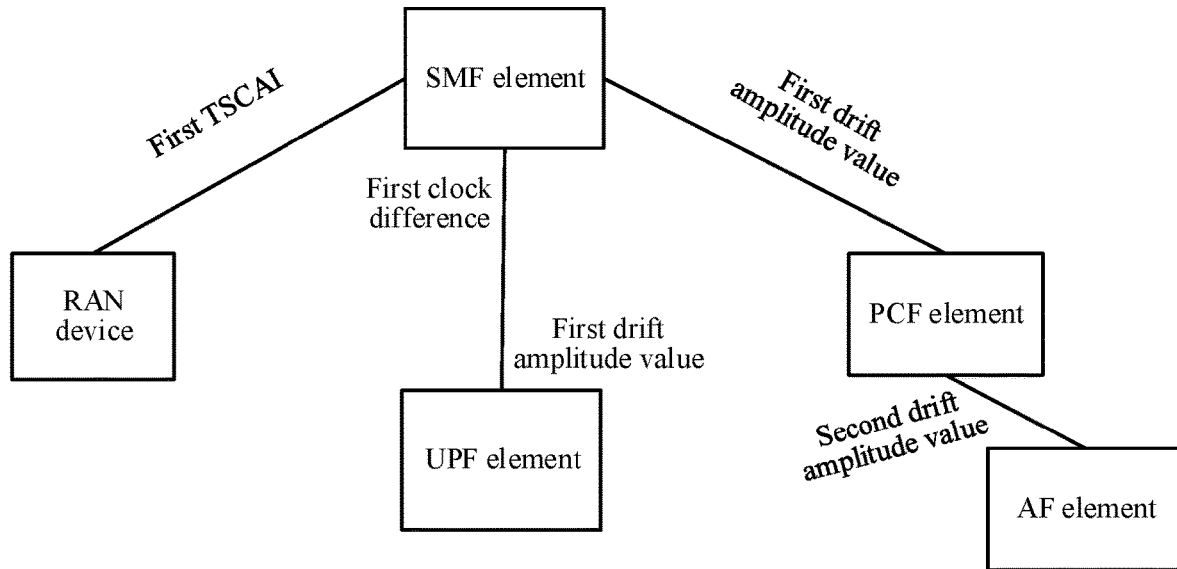 SMF element
First TSCAI
First drift
amplitude value
First clock
difference
RAN
device
First drift
amplitude value
PCF element
UPF element
Second drift
amplitude value
AF element